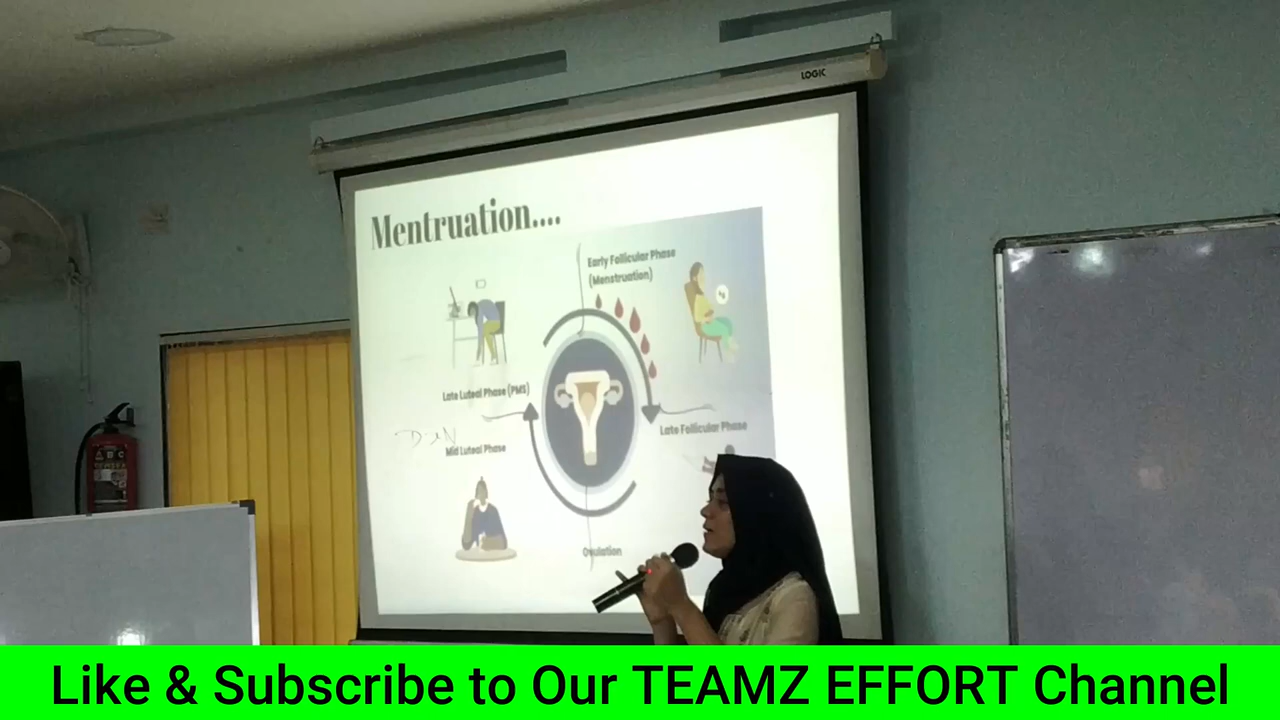 LOGIC
Mentruation....
Early Follicular Phase
(Menstruation)
Late Luteal Phase (PMS)
Late Follicular Phase
Mid Luteal Phase
Ovulation
A B C
Like & Subscribe to Our TEAMZ EFFORT Channel